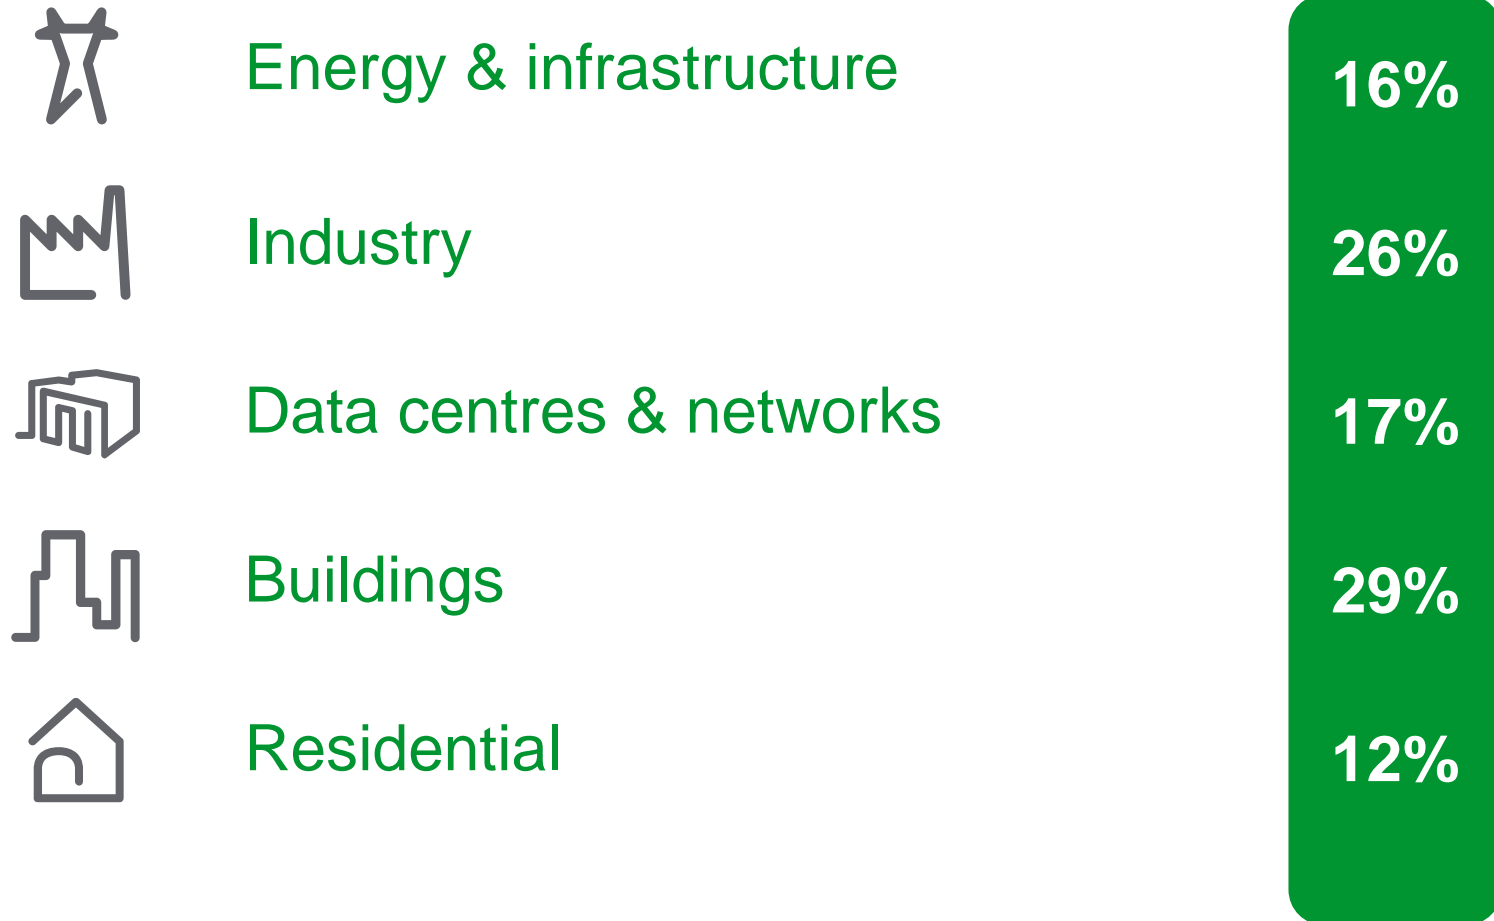 Energy & infrastructure 16%
Industry 26%
Data centres & networks 17%
Buildings 29%
Residential 12%